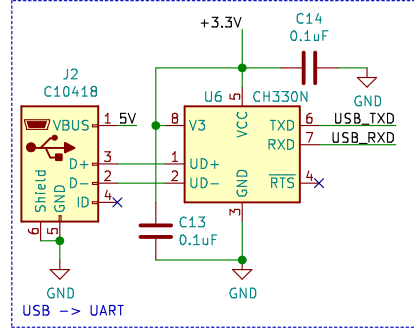 +3.3V
C14
0.1uF
GND
J2
C10418
U6 CH330N
VBUS 1 5V
8 V3
5
VCC
TXD 6 USB_TXD
RXD 7 USB_RXD
D+ 3
1 UD+
D- 2
2 UD-
ID 4
RTS 4
Shield
GND
GND
6 5
3
C13
0.1uF
GND
GND
USB -> UART